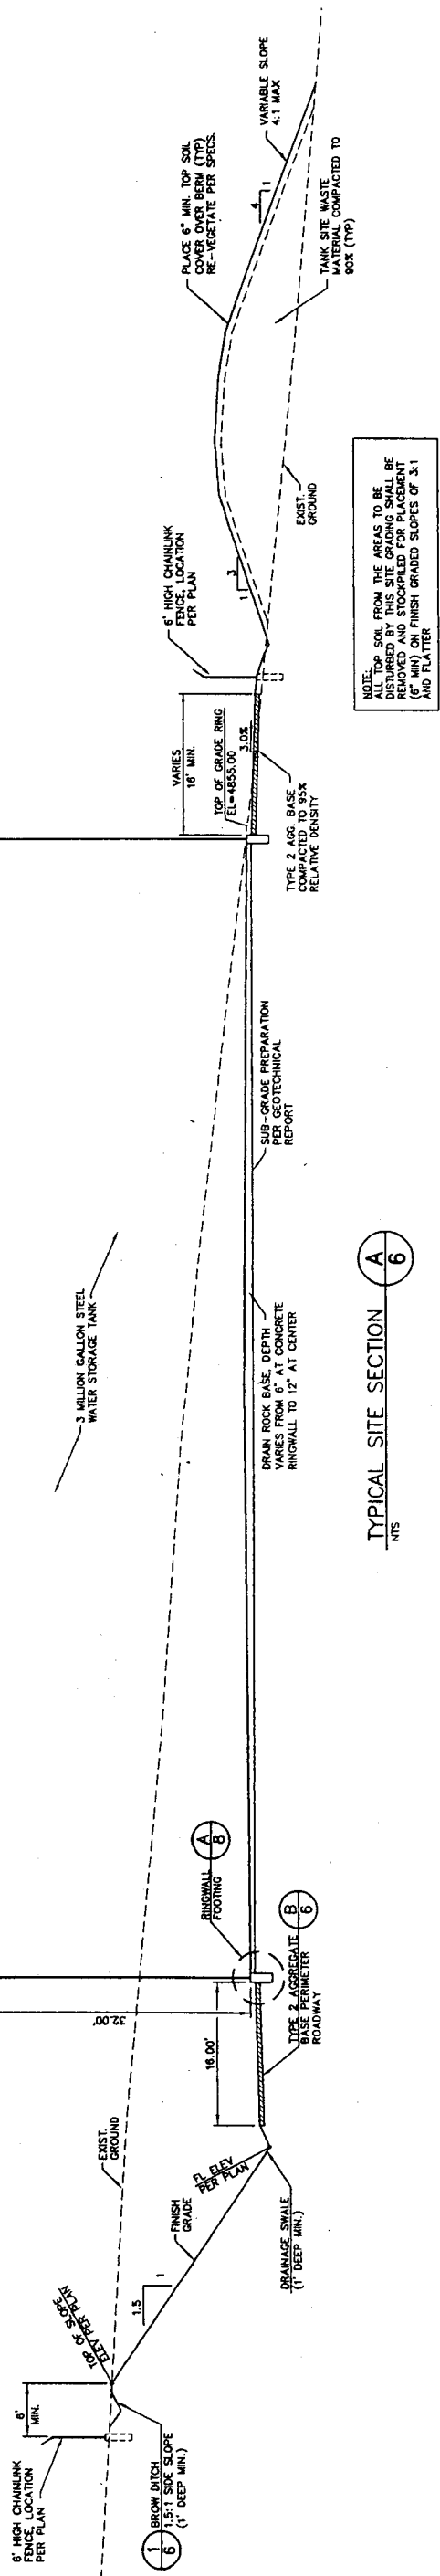 6' HIGH CHAINLINK
FENCE, LOCATION
PER PLAN
6'
MIN.
1
6
BROW DITCH
1.5:1 SIDE SLOPE
(1' DEEP MIN.)
TOP OF SLOPE
ELEV PER PLAN
EXIST.
GROUND
1.5
1
FINISH
GRADE
FL ELEV
PER PLAN
DRAINAGE SWALE
(1' DEEP MIN.)
32.00'
16.00'
RINGWALL
FOOTING
A
8
TYPE 2 AGGREGATE
BASE PERIMETER
ROADWAY
B
6
3 MILLION GALLON STEEL
WATER STORAGE TANK
DRAIN ROCK BASE, DEPTH
VARIES FROM 6" AT CONCRETE
RINGWALL TO 12" AT CENTER
SUB-GRADE PREPARATION
PER GEOTECHNICAL
REPORT
VARIES
16' MIN.
TOP OF GRADE RING
EL=4855.00
3.0%
TYPE 2 AGG. BASE
COMPACTED TO 95%
RELATIVE DENSITY
6' HIGH CHAINLINK
FENCE, LOCATION
PER PLAN
3
1
EXIST.
GROUND
PLACE 6" MIN. TOP SOIL
COVER OVER BERM (TYP)
RE-VEGETATE PER SPECS.
4
1
VARIABLE SLOPE
4:1 MAX
TANK SITE WASTE
MATERIAL COMPACTED TO
90% (TYP)
TYPICAL SITE SECTION
NTS
A
6
NOTE:
ALL TOP SOIL FROM THE AREAS TO BE
DISTURBED BY THIS SITE GRADING SHALL BE
REMOVED AND STOCKPILED FOR PLACEMENT
(6" MIN) ON FINISH GRADED SLOPES OF 3:1
AND FLATTER